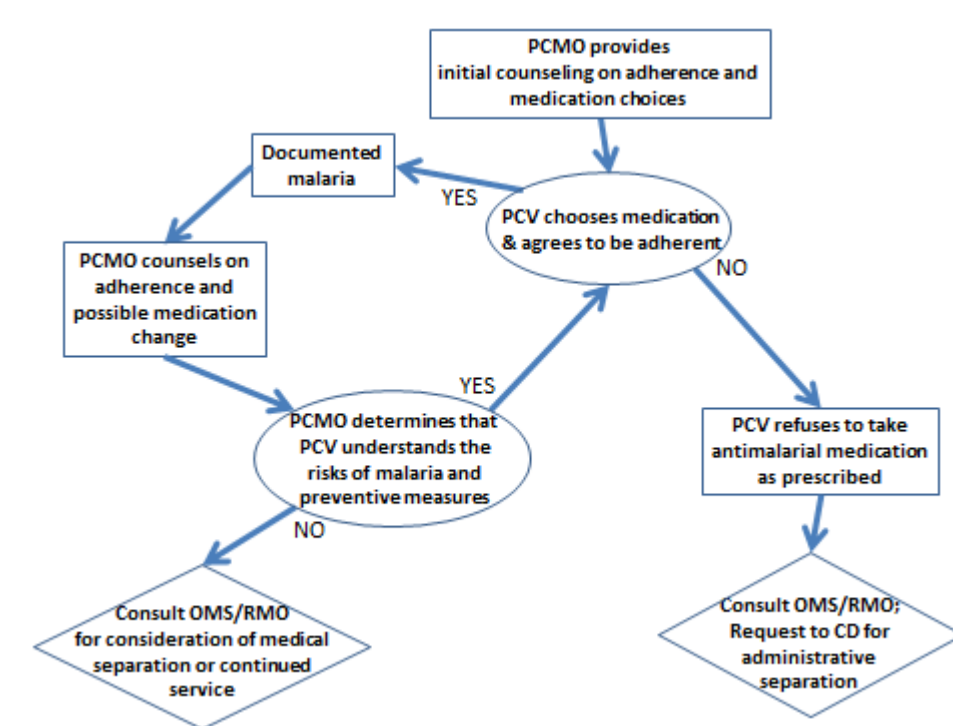 PCMO provides
initial counseling on adherence and
medication choices
Documented
malaria
YES
PCV chooses medication
& agrees to be adherent
NO
PCMO counsels on
adherence and
possible medication
change
YES
PCMO determines that
PCV understands the
risks of malaria and
preventive measures
NO
PCV refuses to take
antimalarial medication
as prescribed
Consult OMS/RMO
for consideration of medical
separation or continued
service
Consult OMS/RMO;
Request to CD for
administrative
separation